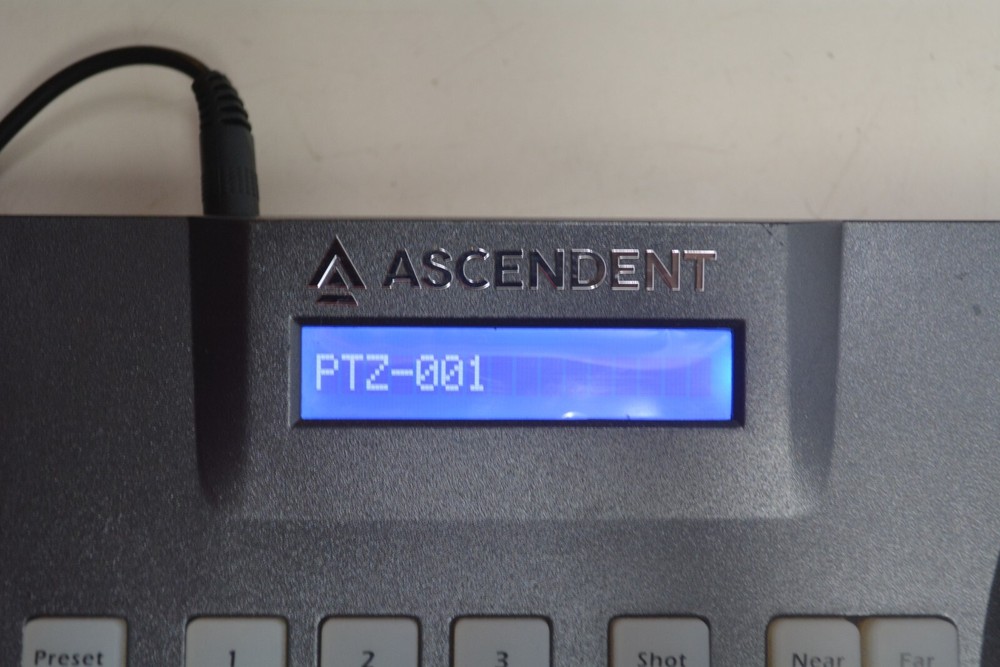 ASCENDENT
PTZ-001
Preset 1 2 3 Shot Near Far